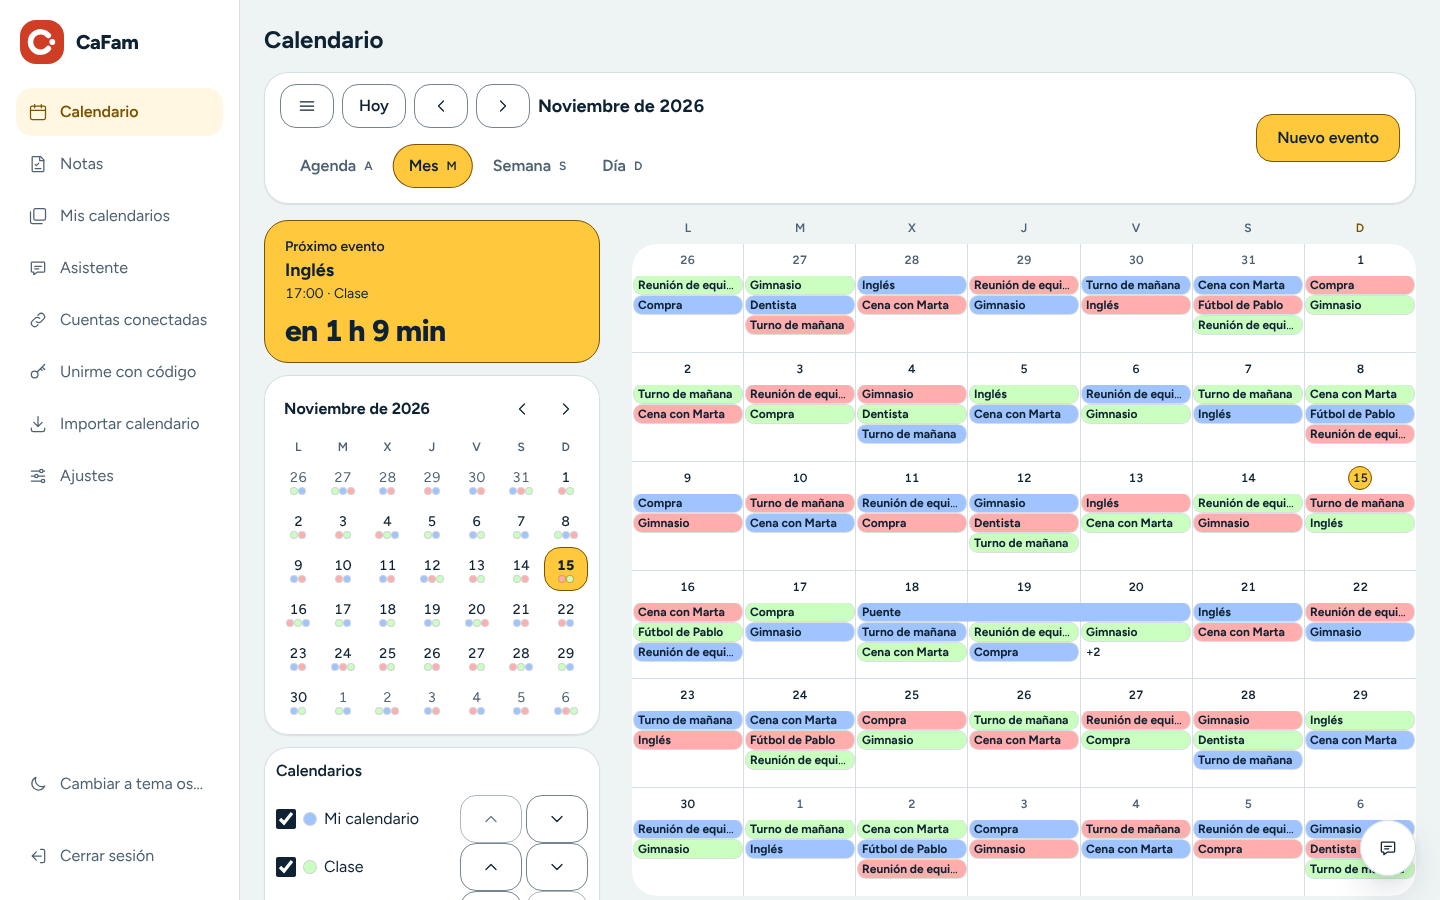 CaFam
Calendario
Notas
Mis calendarios
Asistente
Cuentas conectadas
Unirme con código
Importar calendario
Ajustes
Cambiar a tema os...
Cerrar sesión
Calendario
Hoy
Noviembre de 2026
Agenda A
Mes M
Semana S
Día D
Nuevo evento
Próximo evento
Inglés
17:00 · Clase
en 1 h 9 min
Noviembre de 2026
L M X J V S D
26 27 28 29 30 31 1
2 3 4 5 6 7 8
9 10 11 12 13 14 15
16 17 18 19 20 21 22
23 24 25 26 27 28 29
30 1 2 3 4 5 6
Calendarios
Mi calendario
Clase
L M X J V S D
26 27 28 29 30 31 1
Reunión de equi... Gimnasio Inglés Reunión de equi... Turno de mañana Cena con Marta Compra
Compra Dentista Cena con Marta Gimnasio Inglés Fútbol de Pablo Gimnasio
Turno de mañana Reunión de equi...
2 3 4 5 6 7 8
Turno de mañana Reunión de equi... Gimnasio Inglés Reunión de equi... Turno de mañana Cena con Marta
Cena con Marta Compra Dentista Cena con Marta Gimnasio Inglés Fútbol de Pablo
Turno de mañana Reunión de equi...
9 10 11 12 13 14 15
Compra Turno de mañana Reunión de equi... Gimnasio Inglés Reunión de equi... Turno de mañana
Gimnasio Cena con Marta Compra Dentista Cena con Marta Gimnasio Inglés
Turno de mañana
16 17 18 19 20 21 22
Cena con Marta Compra Puente Inglés Reunión de equi...
Fútbol de Pablo Gimnasio Turno de mañana Reunión de equi... Gimnasio Cena con Marta Gimnasio
Reunión de equi... Cena con Marta Compra +2
23 24 25 26 27 28 29
Turno de mañana Cena con Marta Compra Turno de mañana Reunión de equi... Gimnasio Inglés
Inglés Fútbol de Pablo Gimnasio Cena con Marta Compra Dentista Cena con Marta
Reunión de equi... Turno de mañana
30 1 2 3 4 5 6
Reunión de equi... Turno de mañana Cena con Marta Compra Turno de mañana Reunión de equi... Gimnasio
Gimnasio Inglés Fútbol de Pablo Gimnasio Cena con Marta Compra Dentista
Reunión de equi... Turno de